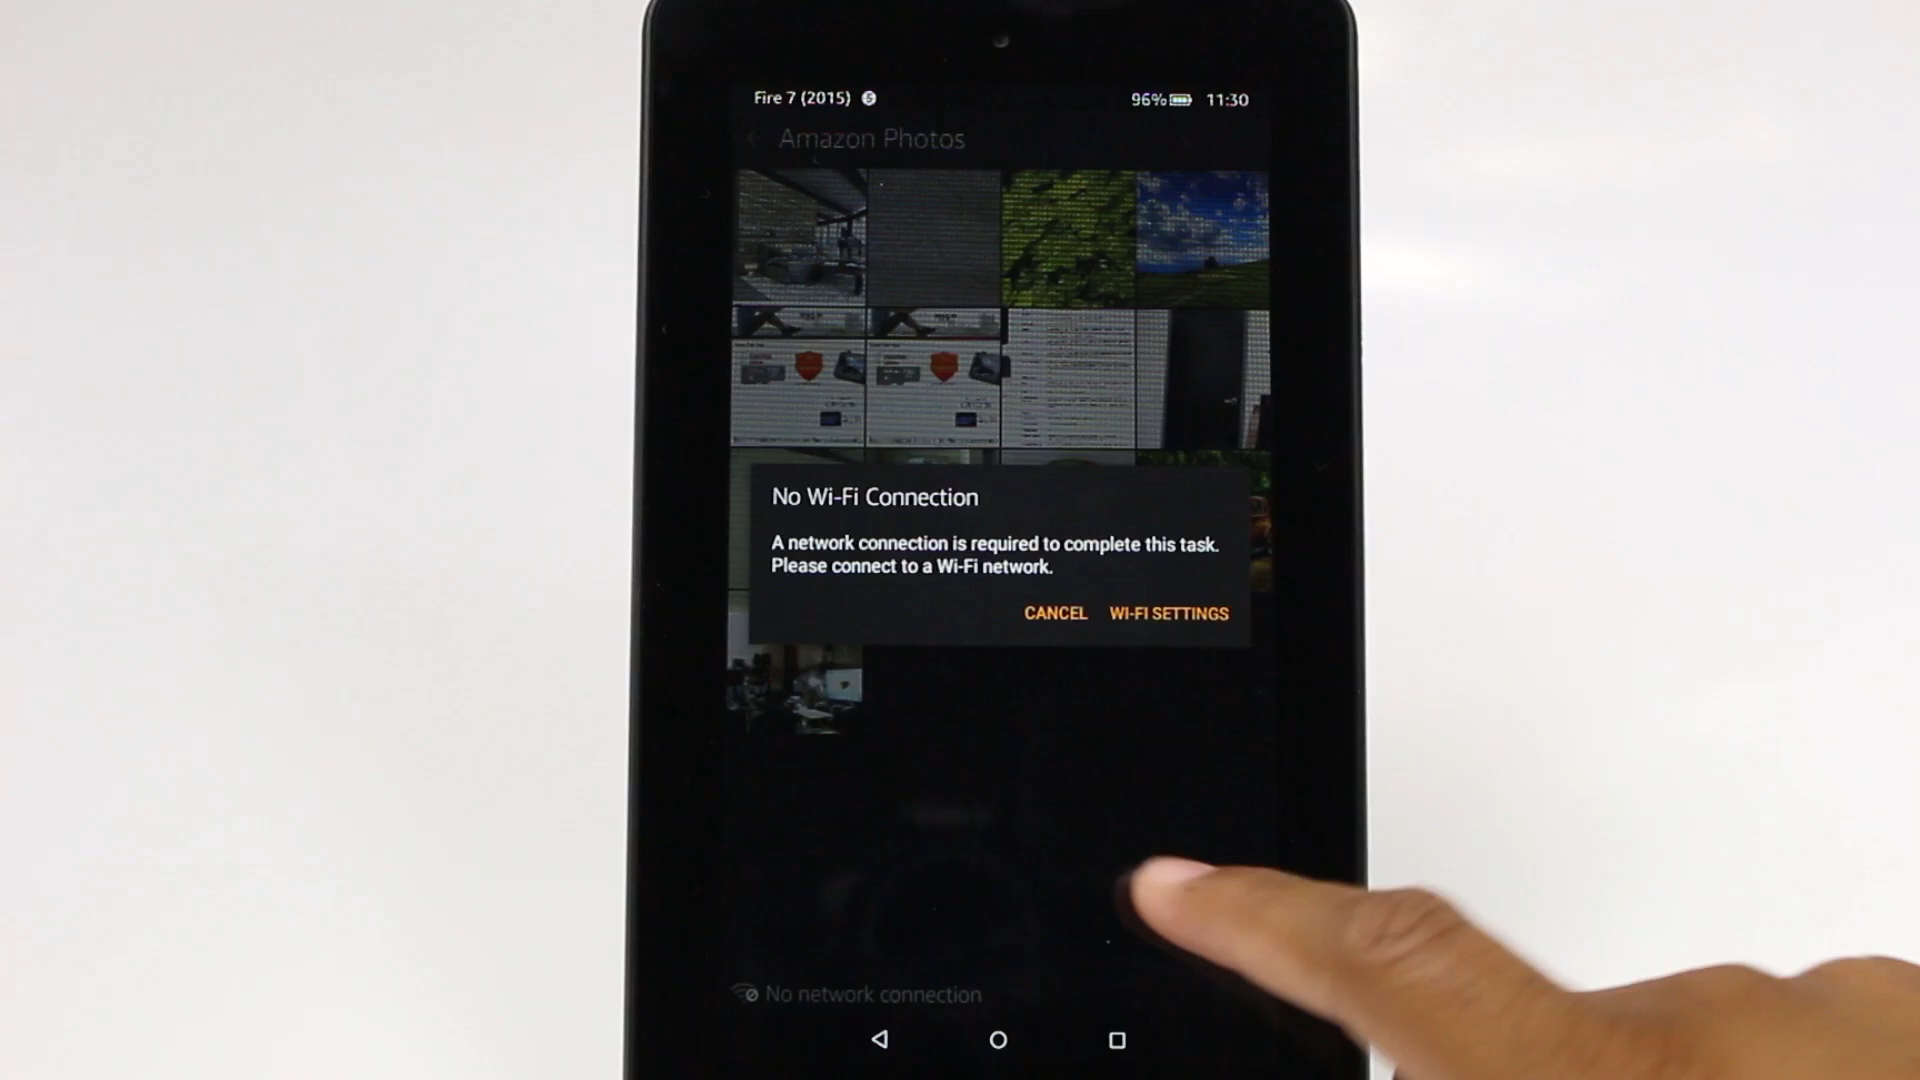 Fire 7 (2015)
96% 11:30
Amazon Photos
No Wi-Fi Connection
A network connection is required to complete this task.
Please connect to a Wi-Fi network.
CANCEL WI-FI SETTINGS
No network connection